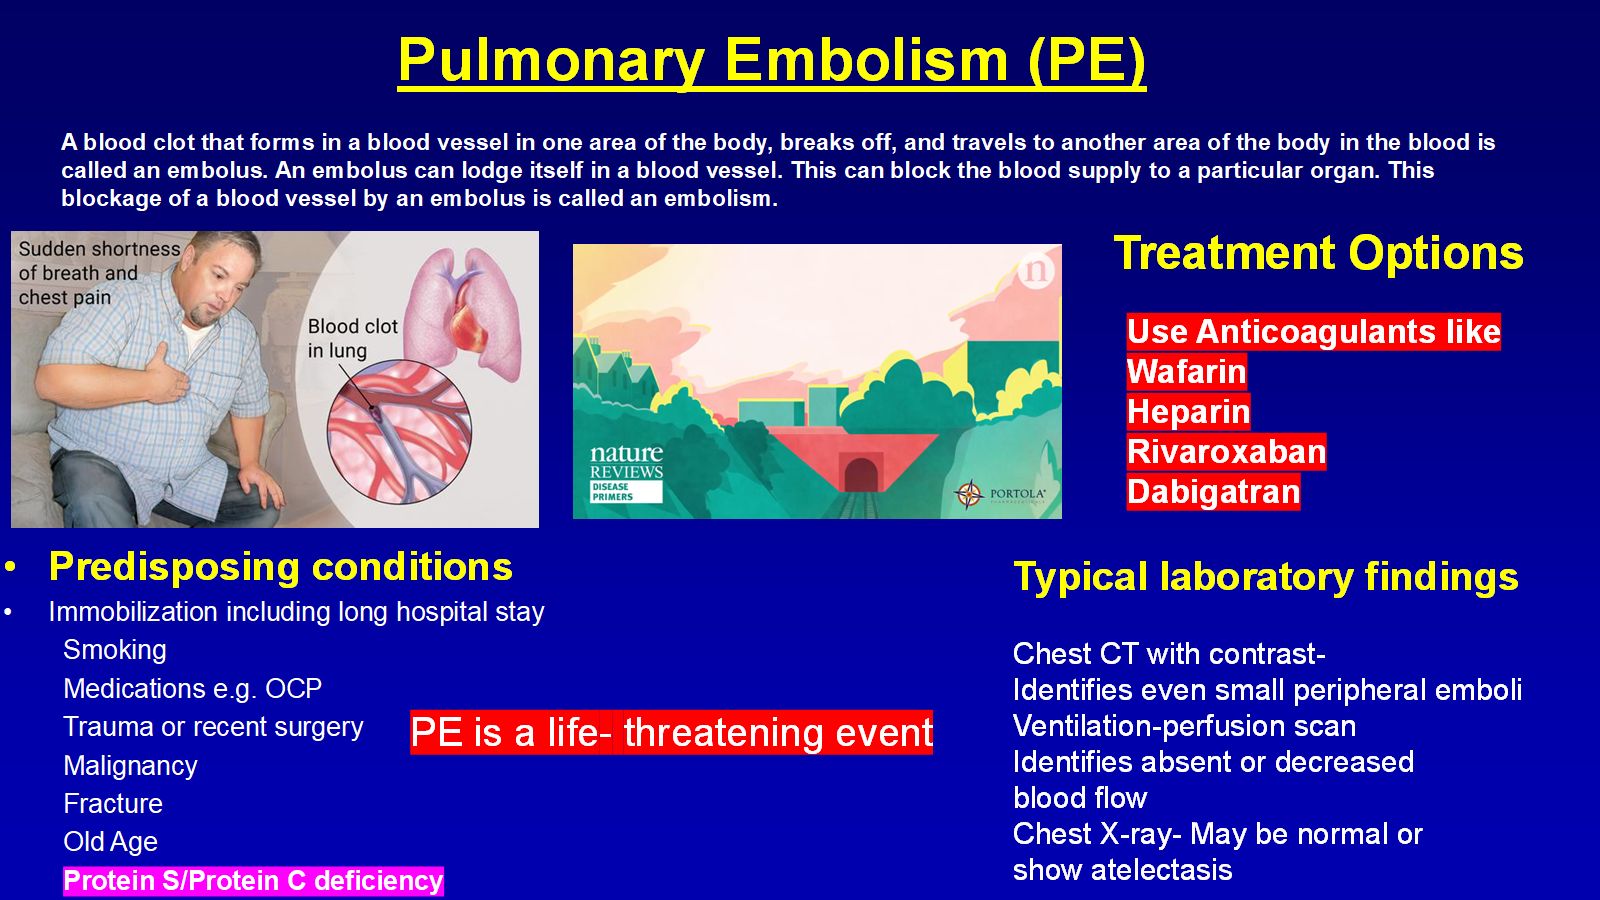 Pulmonary Embolism (PE)
A blood clot that forms in a blood vessel in one area of the body, breaks off, and travels to another area of the body in the blood is
called an embolus. An embolus can lodge itself in a blood vessel. This can block the blood supply to a particular organ. This
blockage of a blood vessel by an embolus is called an embolism.
Sudden shortness
of breath and
chest pain
Blood clot
in lung
n
nature
REVIEWS
DISEASE
PRIMERS
PORTOLA
Treatment Options
Use Anticoagulants like
Wafarin
Heparin
Rivaroxaban
Dabigatran
• Predisposing conditions
• Immobilization including long hospital stay
Smoking
Medications e.g. OCP
Trauma or recent surgery
Malignancy
Fracture
Old Age
Protein S/Protein C deficiency
PE is a life- threatening event
Typical laboratory findings
Chest CT with contrast-
Identifies even small peripheral emboli
Ventilation-perfusion scan
Identifies absent or decreased
blood flow
Chest X-ray- May be normal or
show atelectasis